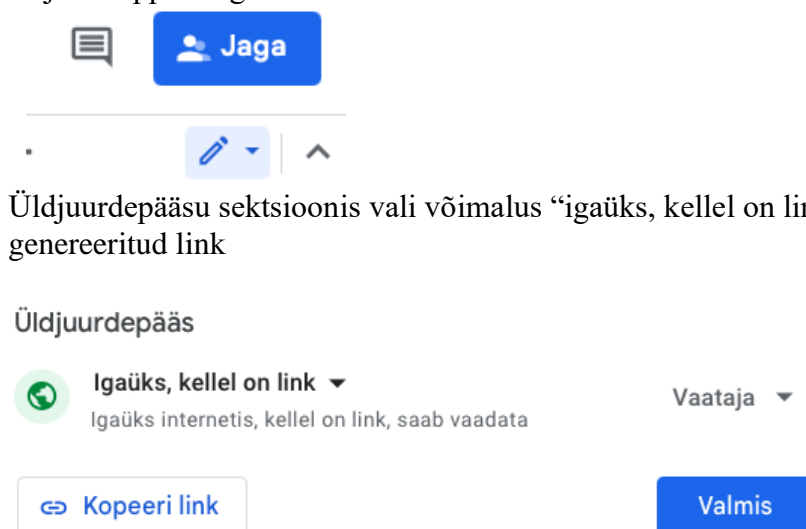 Jaga
Üldjuurdepääsu sektsioonis vali võimalus “igaüks, kellel on
genereeritud link
Üldjuurdepääs
Igaüks, kellel on link
Igaüks internetis, kellel on link, saab vaadata
Vaataja
Kopeeri link
Valmis